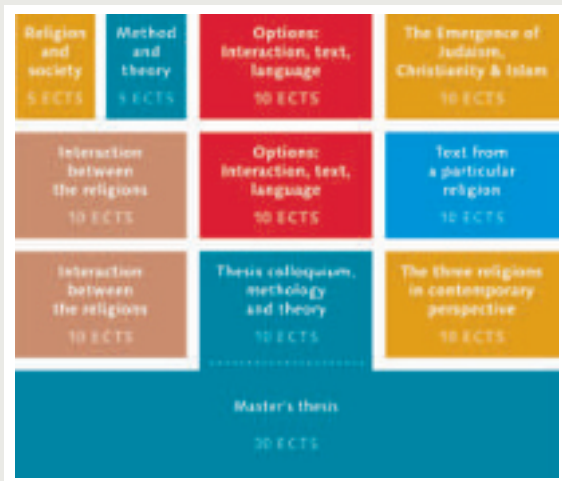 Religion
and
society
5 ECTS
Method
and
theory
5 ECTS
Options:
Interaction, text,
language
10 ECTS
The Emergence of
Judaism,
Christianity & Islam
10 ECTS
Interaction
between
the religions
10 ECTS
Options:
Interaction, text,
language
10 ECTS
Text from
a particular
religion
10 ECTS
Interaction
between
the religions
10 ECTS
Thesis colloquium,
methology
and theory
10 ECTS
The three religions
in contemporary
perspective
10 ECTS
Master's thesis
30 ECTS